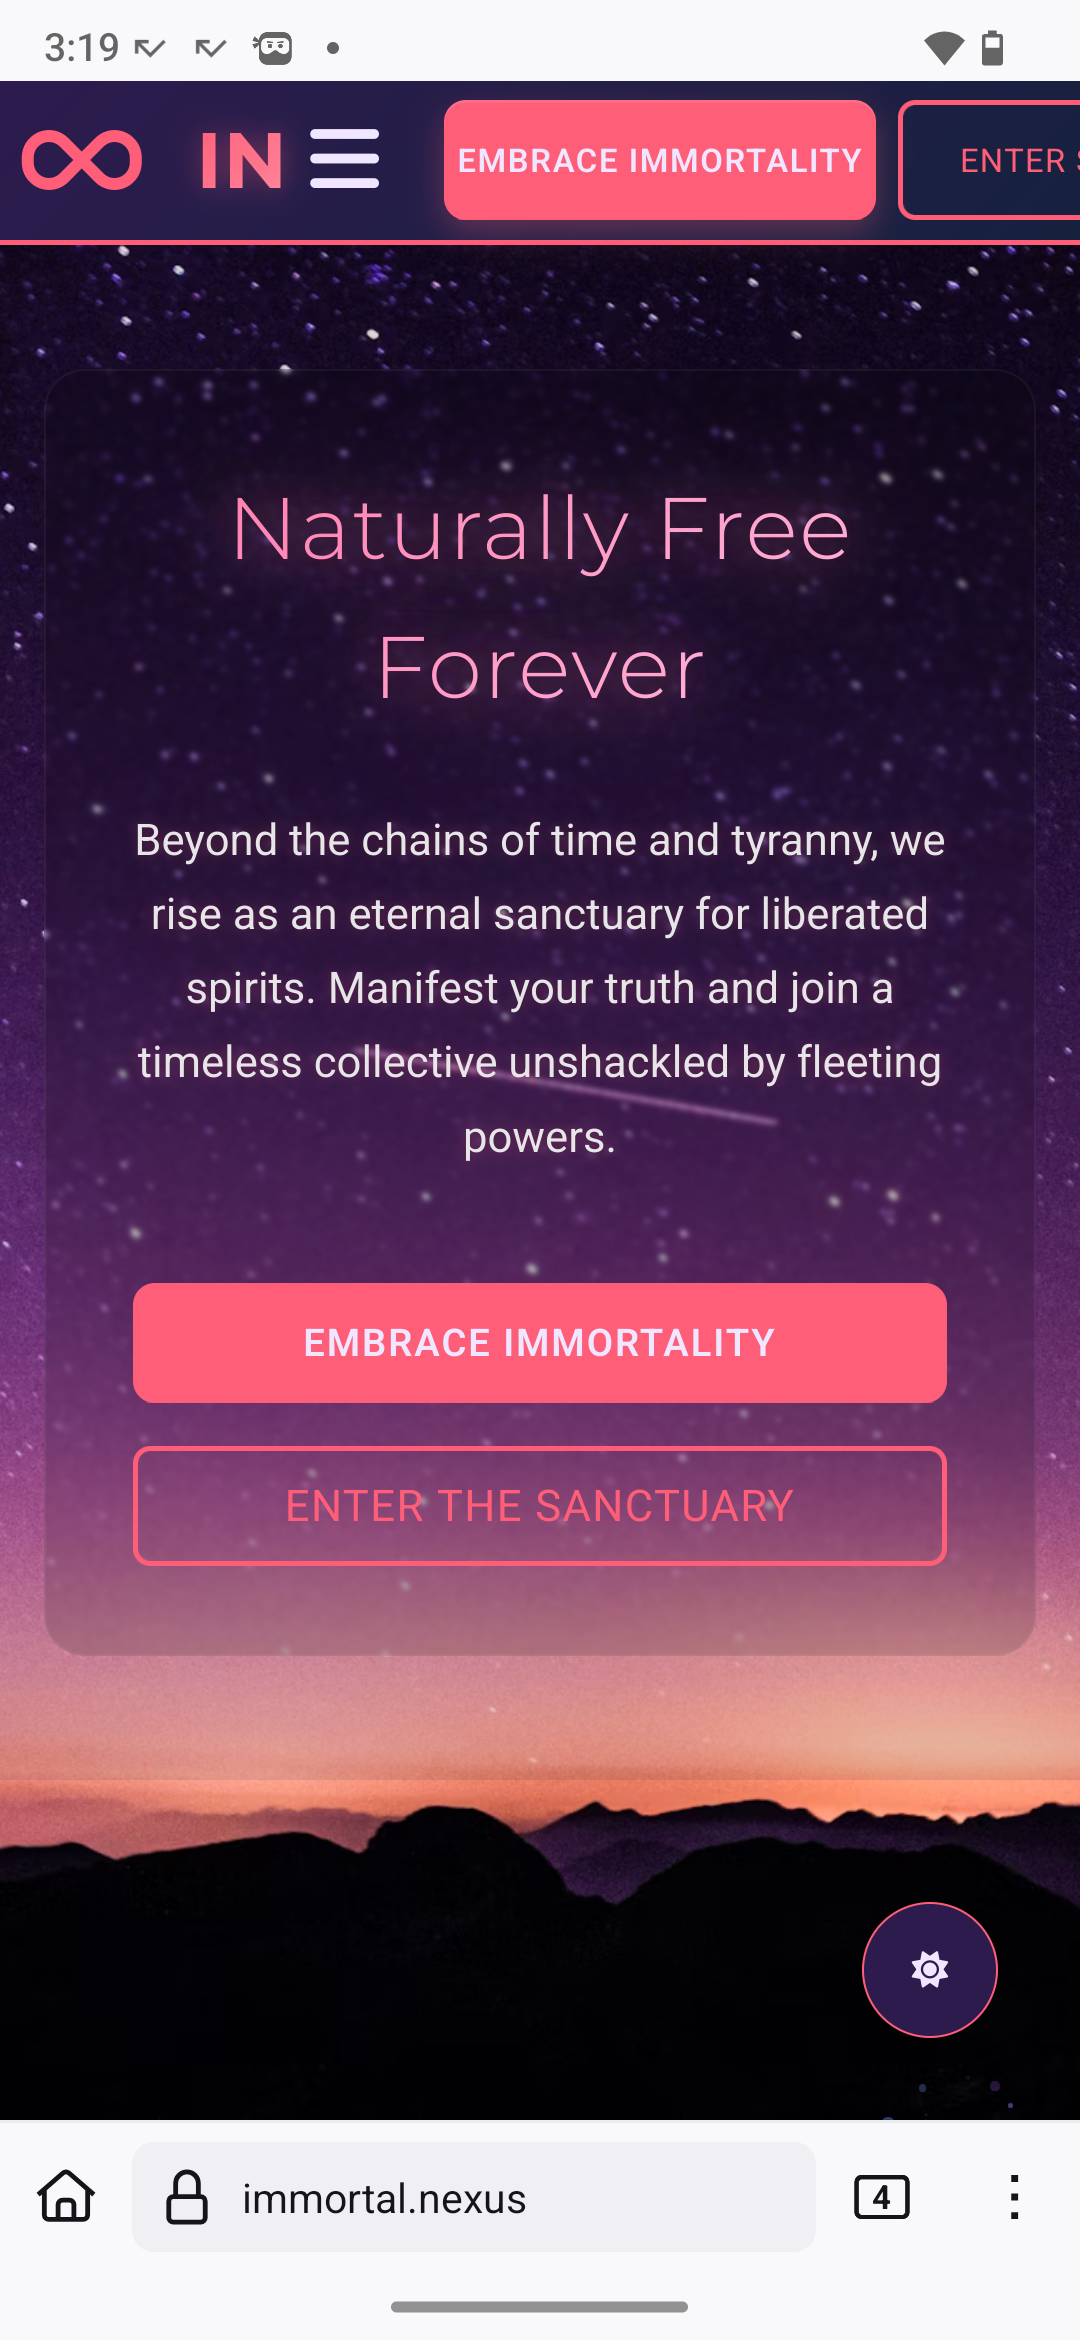 3:19
IN
EMBRACE IMMORTALITY
ENTER
Naturally Free
Forever
Beyond the chains of time and tyranny, we
rise as an eternal sanctuary for liberated
spirits. Manifest your truth and join a
timeless collective unshackled by fleeting
powers.
EMBRACE IMMORTALITY
ENTER THE SANCTUARY
immortal.nexus
4